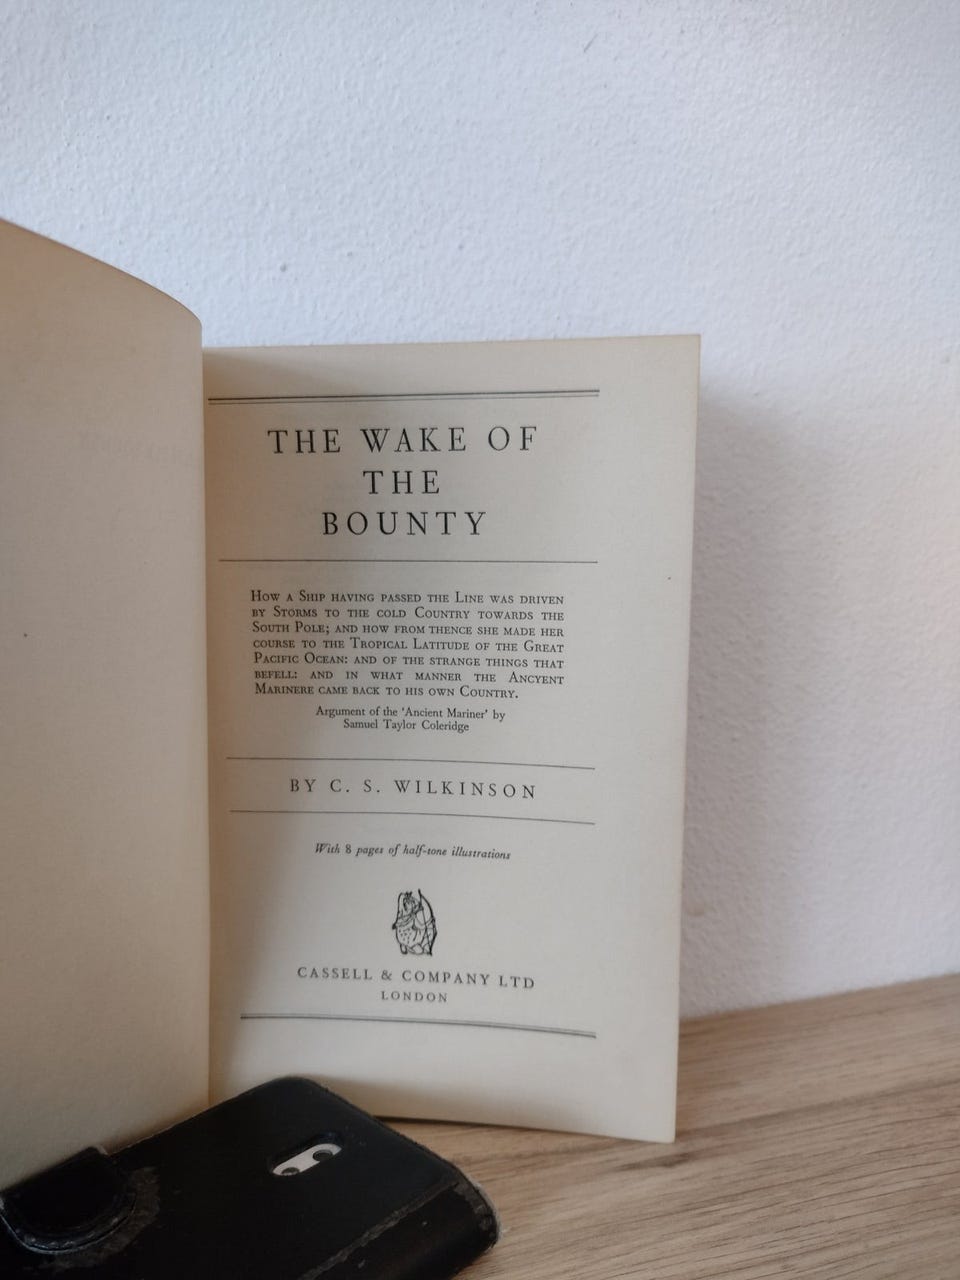 THE WAKE OF
THE
BOUNTY
HOW A SHIP HAVING PASSED THE LINE WAS DRIVEN
BY STORMS TO THE COLD COUNTRY TOWARDS THE
SOUTH POLE; AND HOW FROM THENCE SHE MADE HER
COURSE TO THE TROPICAL LATITUDE OF THE GREAT
PACIFIC OCEAN: AND OF THE STRANGE THINGS THAT
BEFELL: AND IN WHAT MANNER THE ANCYENT
MARINERE CAME BACK TO HIS OWN COUNTRY.
Argument of the 'Ancient Mariner' by
Samuel Taylor Coleridge
BY C. S. WILKINSON
With 8 pages of half-tone illustrations
CASSELL & COMPANY LTD
LONDON